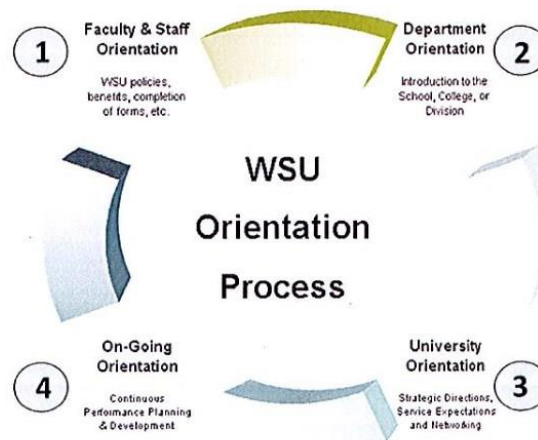 1
Faculty & Staff
Orientation
WSU policies,
benefits, completion
of forms, etc.
Department
Orientation
2
Introduction to the
School, College, or
Division
WSU
Orientation
Process
On-Going
Orientation
4
Continuous
Performance Planning
& Development
University
Orientation
3
Strategic Directions,
Service Expectations
and Networking